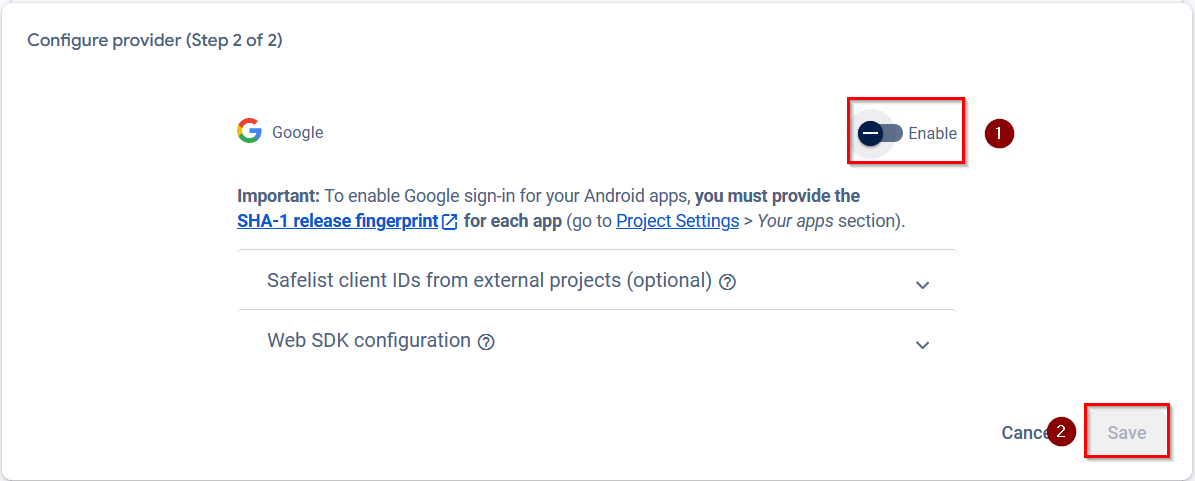 Configure provider (Step 2 of 2)
Google
Enable
1
Important: To enable Google sign-in for your Android apps, you must provide the
SHA-1 release fingerprint for each app (go to Project Settings > Your apps section).
Safelist client IDs from external projects (optional)
Web SDK configuration
Cance 2 Save